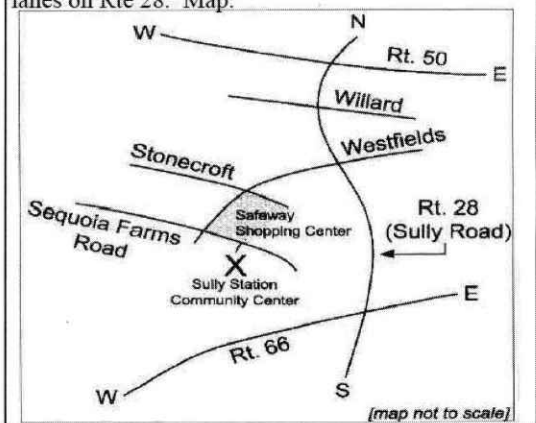 lanes on Rte 28. Map:
N
W
Rt. 50
E
Willard
Westfields
Stonecroft
Safeway
Shopping Center
Sequoia Farms
Road
Rt. 28
(Sully Road)
X
Sully Station
Community Center
E
Rt. 66
W
S
[map not to scale]